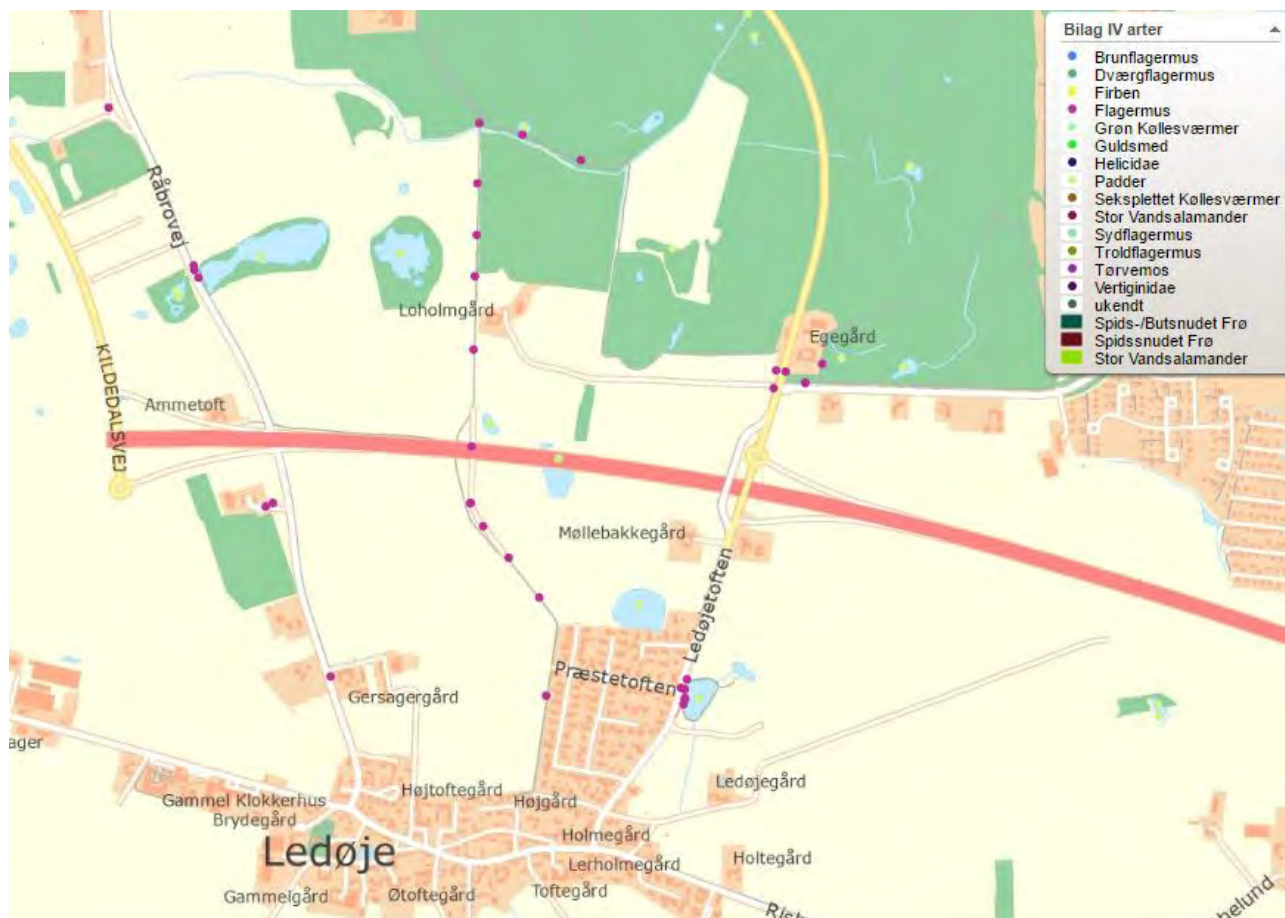 Bilag IV arter
Brunflagermus
Dværgflagermus
Firben
Flagermus
Grøn Køllesværmer
Guldsmed
Helicidae
Padder
Seksplettet Køllesværmer
Stor Vandsalamander
Sydflagermus
Troldflagermus
Tørvemos
Vertiginidae
ukendt
Spids-/Butsnudet Frø
Spidssnudet Frø
Stor Vandsalamander
Råbrovej
Loholmgård
Egegård
KILDEDALSVEJ
Ammetoft
Møllebakkegård
Ledøjetoften
Præstetoften
Gersagergård
ager
Ledøjegård
Højtoftegård
Gammel Klokkerhus
Højgård
Brydegård
Holmegård
Ledøje
Lerholmegård
Holtegård
Gammelgård
Øtoftegård
Toftegård